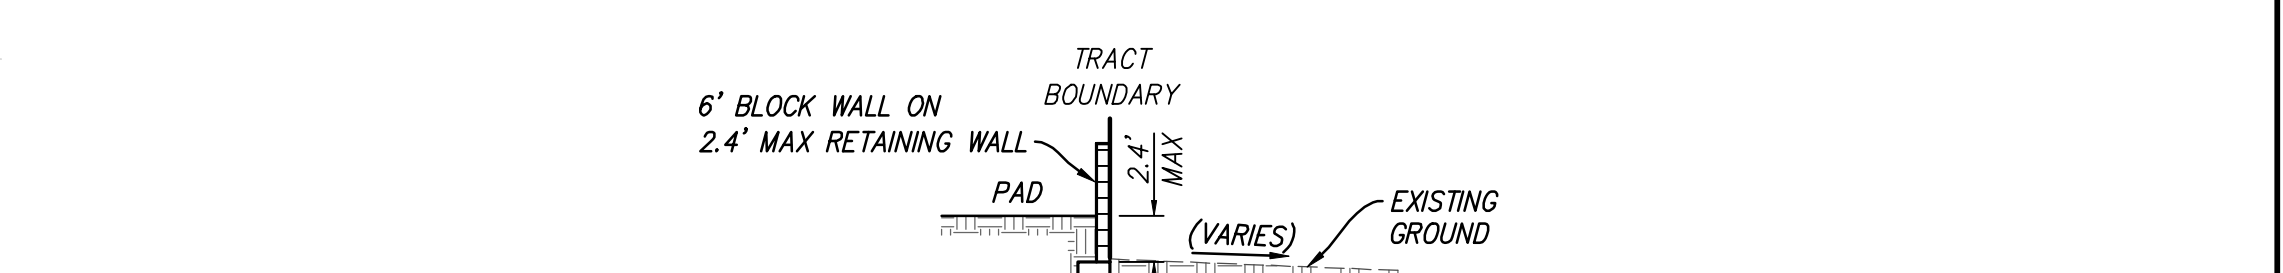 TRACT
BOUNDARY
6' BLOCK WALL ON
2.4' MAX RETAINING WALL
2.4'
MAX
PAD
EXISTING
GROUND
(VARIES)